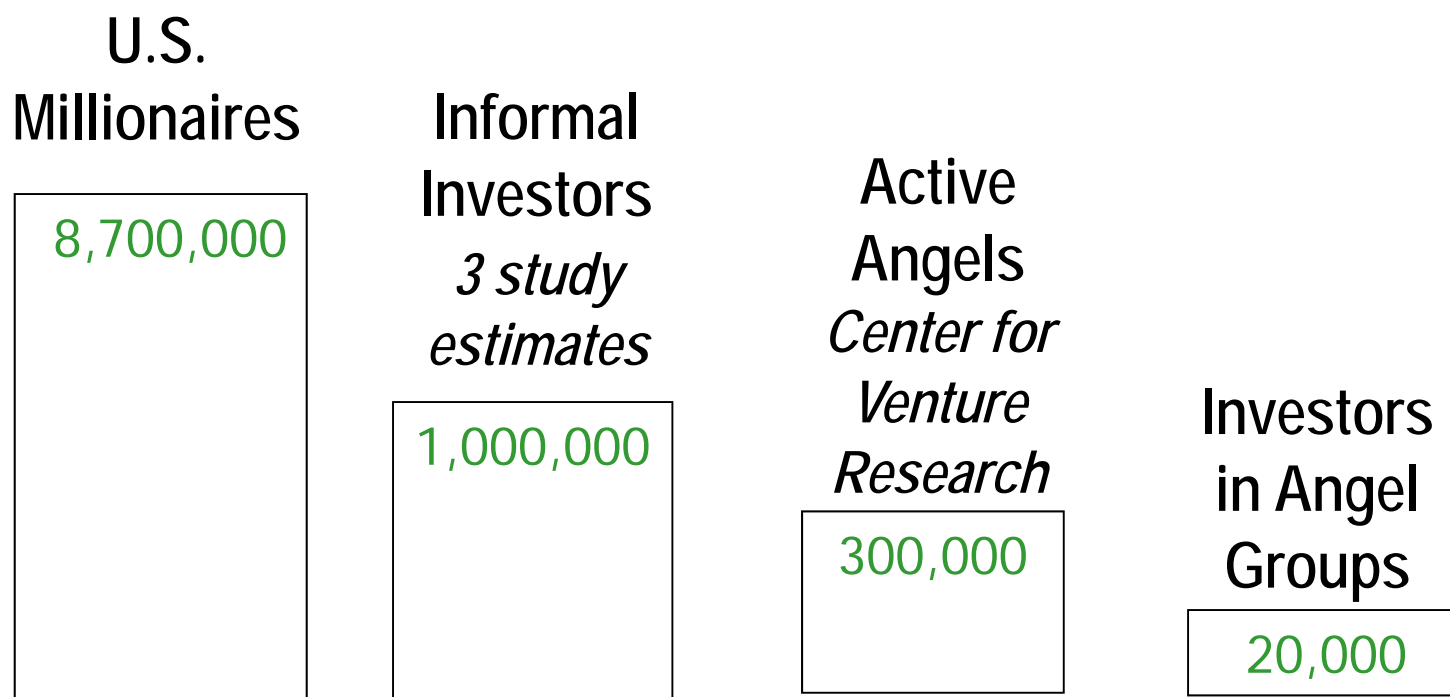 U.S.
Millionaires
8,700,000
Informal
Investors
3 study
estimates
1,000,000
Active
Angels
Center for
Venture
Research
300,000
Investors
in Angel
Groups
20,000